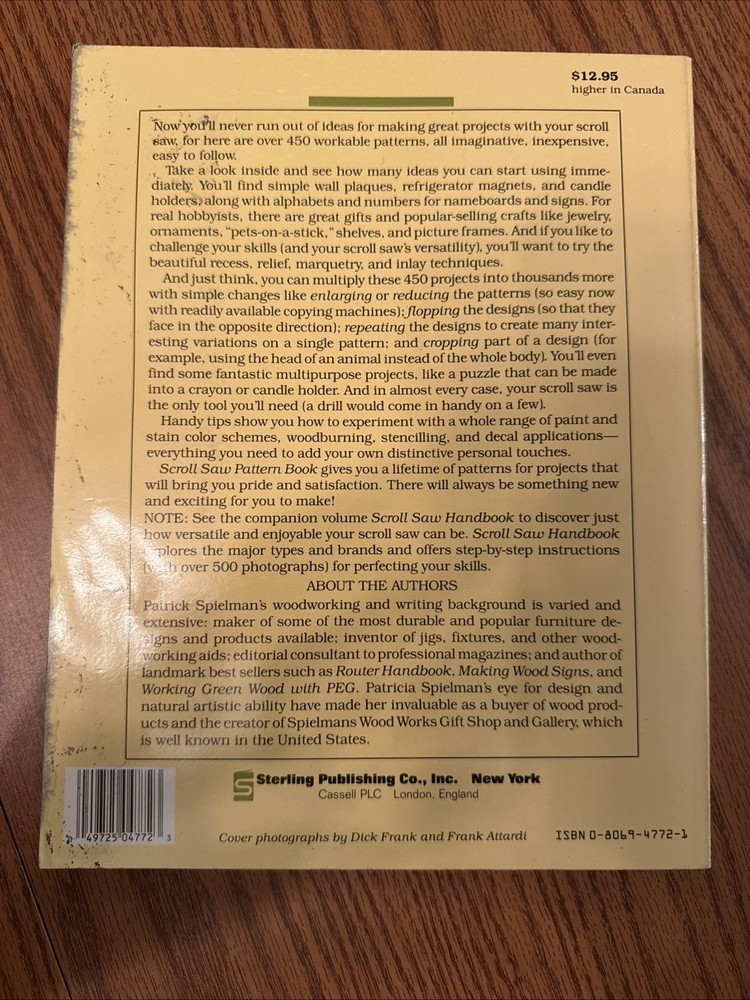 $12.95
higher in Canada
Now you'll never run out of ideas for making great projects with your scroll
saw, for here are over 450 workable patterns, all imaginative, inexpensive,
easy to follow.
Take a look inside and see how many ideas you can start using imme-
diately. You'll find simple wall plaques, refrigerator magnets, and candle
holders, along with alphabets and numbers for nameboards and signs. For
real hobbyists, there are great gifts and popular-selling crafts like jewelry,
ornaments, "pets-on-a-stick," shelves, and picture frames. And if you like to
challenge your skills (and your scroll saw's versatility), you'll want to try the
beautiful recess, relief, marquetry, and inlay techniques.
And just think, you can multiply these 450 projects into thousands more
with simple changes like enlarging or reducing the patterns (so easy now
with readily available copying machines); flopping the designs (so that they
face in the opposite direction); repeating the designs to create many inter-
esting variations on a single pattern; and cropping part of a design (for
example, using the head of an animal instead of the whole body). You'll even
find some fantastic multipurpose projects, like a puzzle that can be made
into a crayon or candle holder. And in almost every case, your scroll saw is
the only tool you'll need (a drill would come in handy on a few).
Handy tips show you how to experiment with a whole range of paint and
stain color schemes, woodburning, stencilling, and decal applications—
everything you need to add your own distinctive personal touches.
Scroll Saw Pattern Book gives you a lifetime of patterns for projects that
will bring you pride and satisfaction. There will always be something new
and exciting for you to make!
NOTE: See the companion volume Scroll Saw Handbook to discover just
how versatile and enjoyable your scroll saw can be. Scroll Saw Handbook
explores the major types and brands and offers step-by-step instructions
(with over 500 photographs) for perfecting your skills.
ABOUT THE AUTHORS
Patrick Spielman's woodworking and writing background is varied and
extensive: maker of some of the most durable and popular furniture de-
signs and products available; inventor of jigs, fixtures, and other wood-
working aids; editorial consultant to professional magazines; and author of
landmark best sellers such as Router Handbook, Making Wood Signs, and
Working Green Wood with PEG. Patricia Spielman's eye for design and
natural artistic ability have made her invaluable as a buyer of wood prod-
ucts and the creator of Spielmans Wood Works Gift Shop and Gallery, which
is well known in the United States.
S Sterling Publishing Co., Inc. New York
Cassell PLC London, England
49725 04772 3
Cover photographs by Dick Frank and Frank Attardi
ISBN 0-8069-4772-1